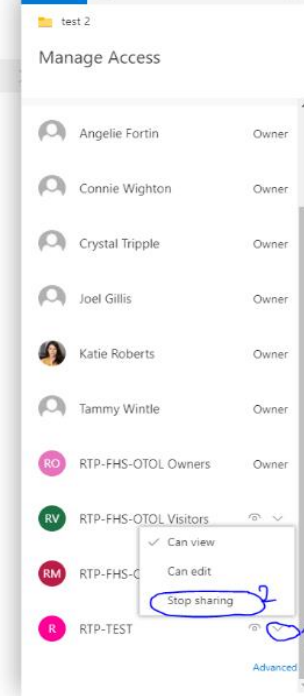 test 2
Manage Access
Angelie Fortin Owner
Connie Wighton Owner
Crystal Tripple Owner
Joel Gillis Owner
Katie Roberts Owner
Tammy Wintle Owner
RO RTP-FHS-OTOL Owners Owner
RV RTP-FHS-OTOL Visitors
Can view
RM RTP-FHS-
Can edit
Stop sharing 2
R RTP-TEST
Advanced